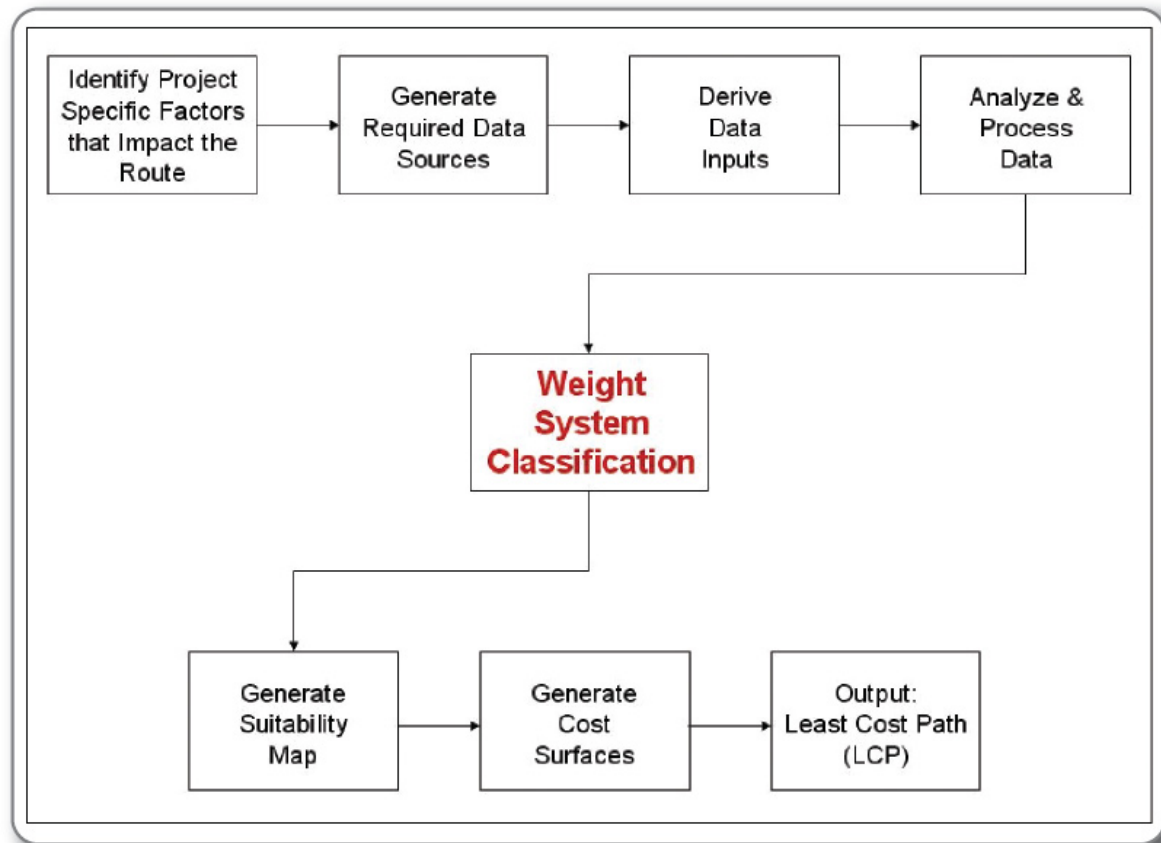 Identify Project
Specific Factors
that Impact the
Route
Generate
Required Data
Sources
Derive
Data
Inputs
Analyze &
Process
Data
Weight
System
Classification
Generate
Suitability
Map
Generate
Cost
Surfaces
Output:
Least Cost Path
(LCP)